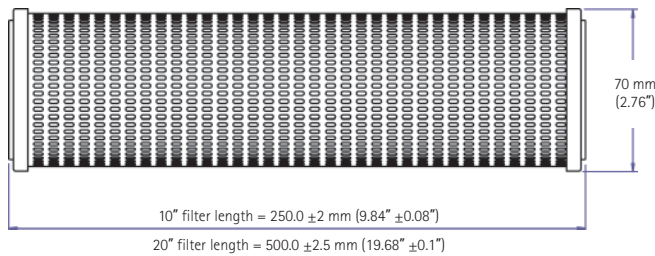 70 mm
(2.76″)
10″ filter length = 250.0 ±2 mm (9.84″ ±0.08″)
20″ filter length = 500.0 ±2.5 mm (19.68″ ±0.1″)